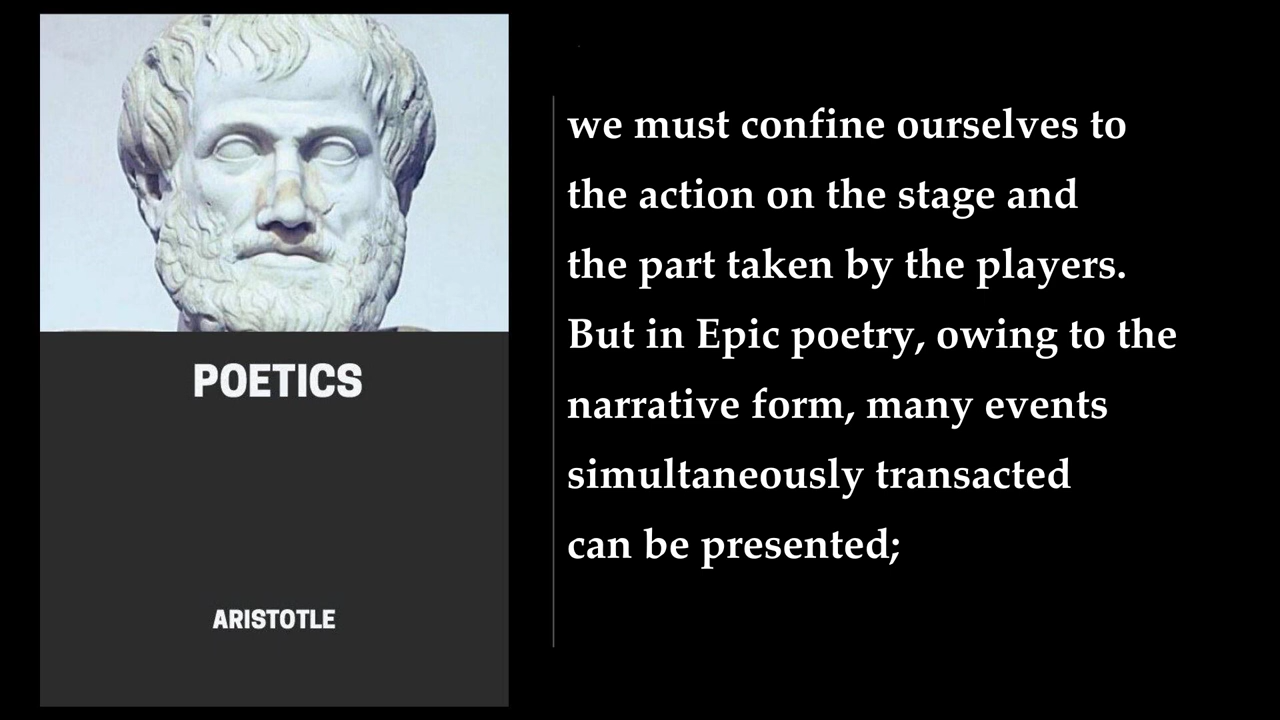 POETICS
ARISTOTLE
we must confine ourselves to
the action on the stage and
the part taken by the players.
But in Epic poetry, owing to the
narrative form, many events
simultaneously transacted
can be presented;